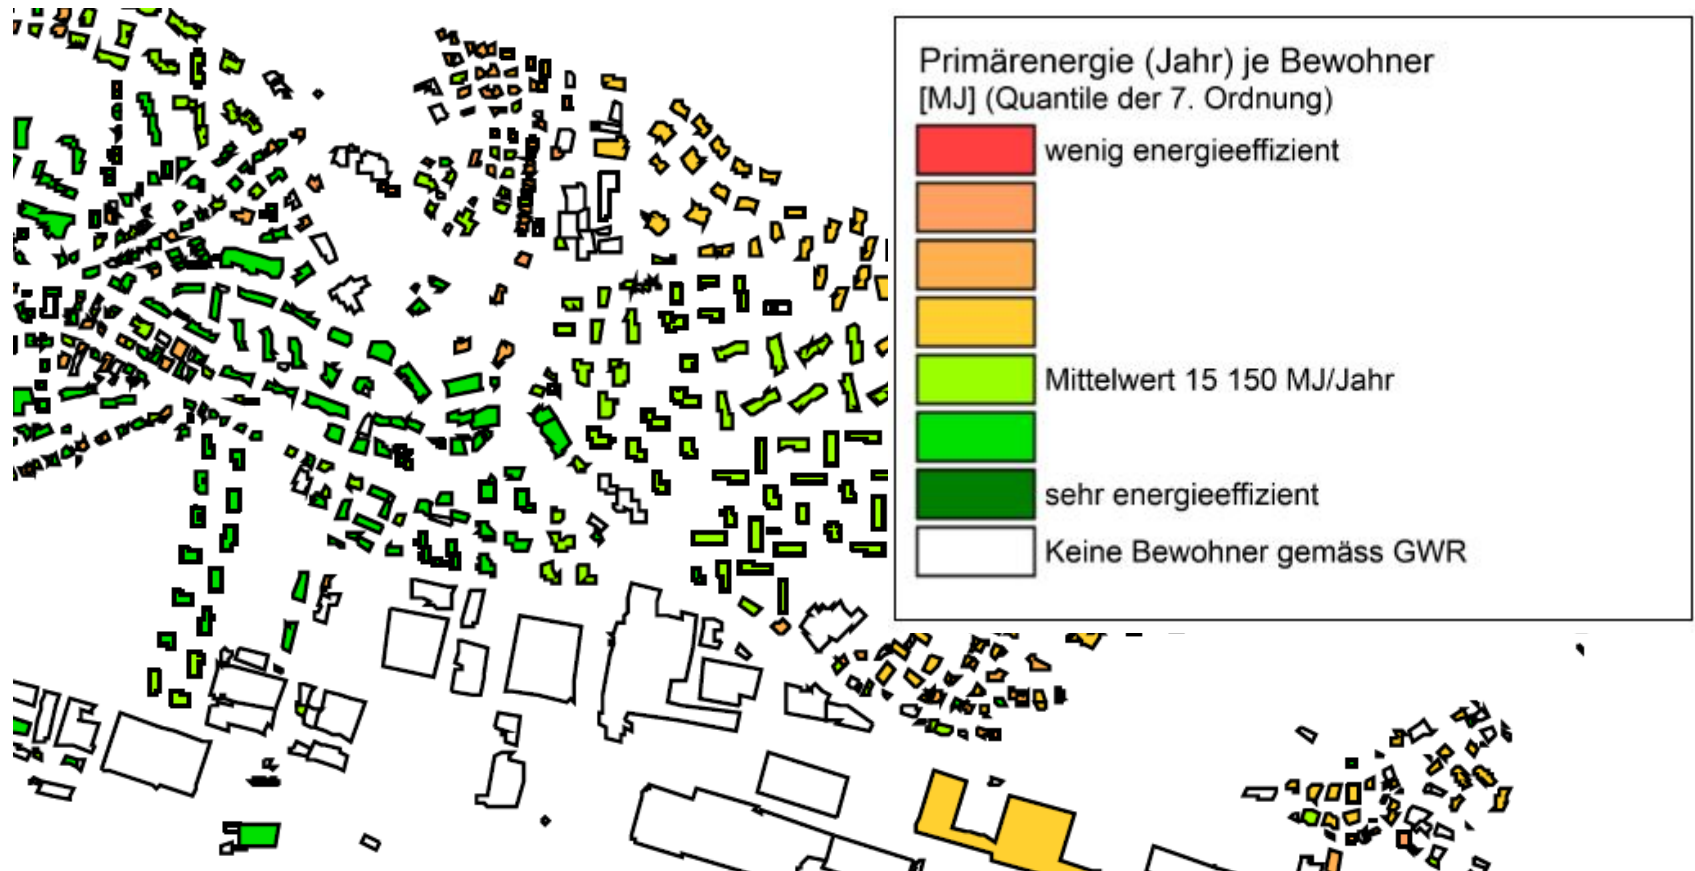 Primärenergie (Jahr) je Bewohner
[MJ] (Quantile der 7. Ordnung)
wenig energieeffizient
Mittelwert 15 150 MJ/Jahr
sehr energieeffizient
Keine Bewohner gemäss GWR